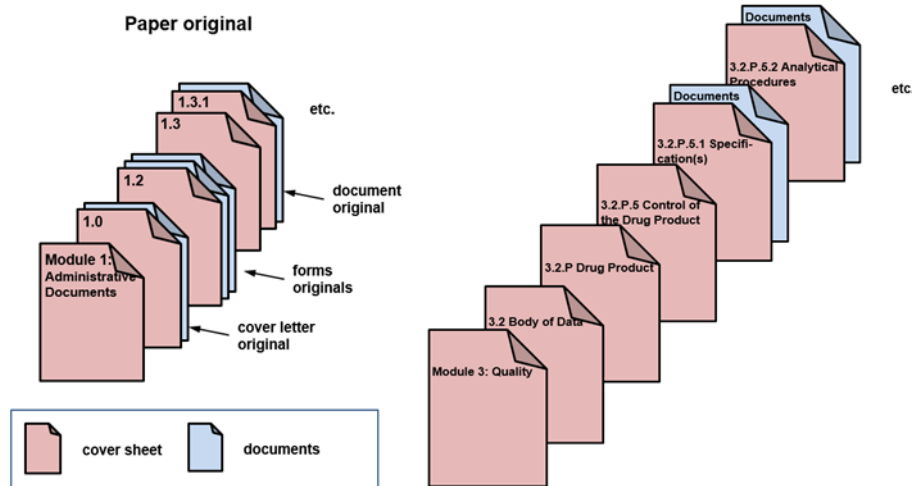 Paper original
etc.
1.3.1
1.3
1.2
1.0
Module 1:
Administrative
Documents
document
original
forms
originals
cover letter
original
cover sheet
documents
Documents
3.2.P.5.2 Analytical
Procedures
etc.
Documents
3.2.P.5.1 Specifi-
cation(s)
3.2.P.5 Control of
the Drug Product
3.2.P Drug Product
3.2 Body of Data
Module 3: Quality